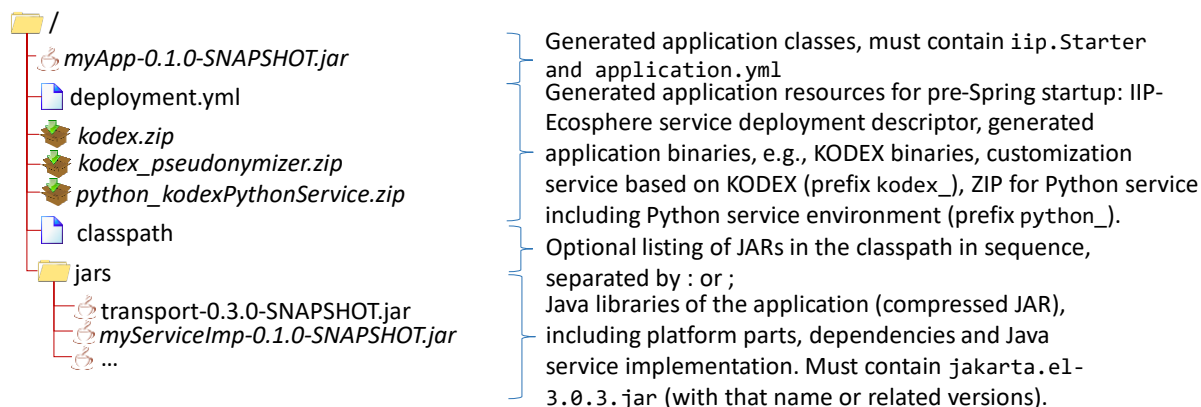 /
myApp-0.1.0-SNAPSHOT.jar
deployment.yml
kodex.zip
kodex_pseudonymizer.zip
python_kodexPythonService.zip
classpath
jars
transport-0.3.0-SNAPSHOT.jar
myServiceImp-0.1.0-SNAPSHOT.jar
...
Generated application classes, must contain iip.Starter
and application.yml
Generated application resources for pre-Spring startup: IIP-
Ecosphere service deployment descriptor, generated
application binaries, e.g., KODEX binaries, customization
service based on KODEX (prefix kodex_), ZIP for Python service
including Python service environment (prefix python_).
Optional listing of JARs in the classpath in sequence,
separated by : or ;
Java libraries of the application (compressed JAR),
including platform parts, dependencies and Java
service implementation. Must contain jakarta.el-
3.0.3.jar (with that name or related versions).